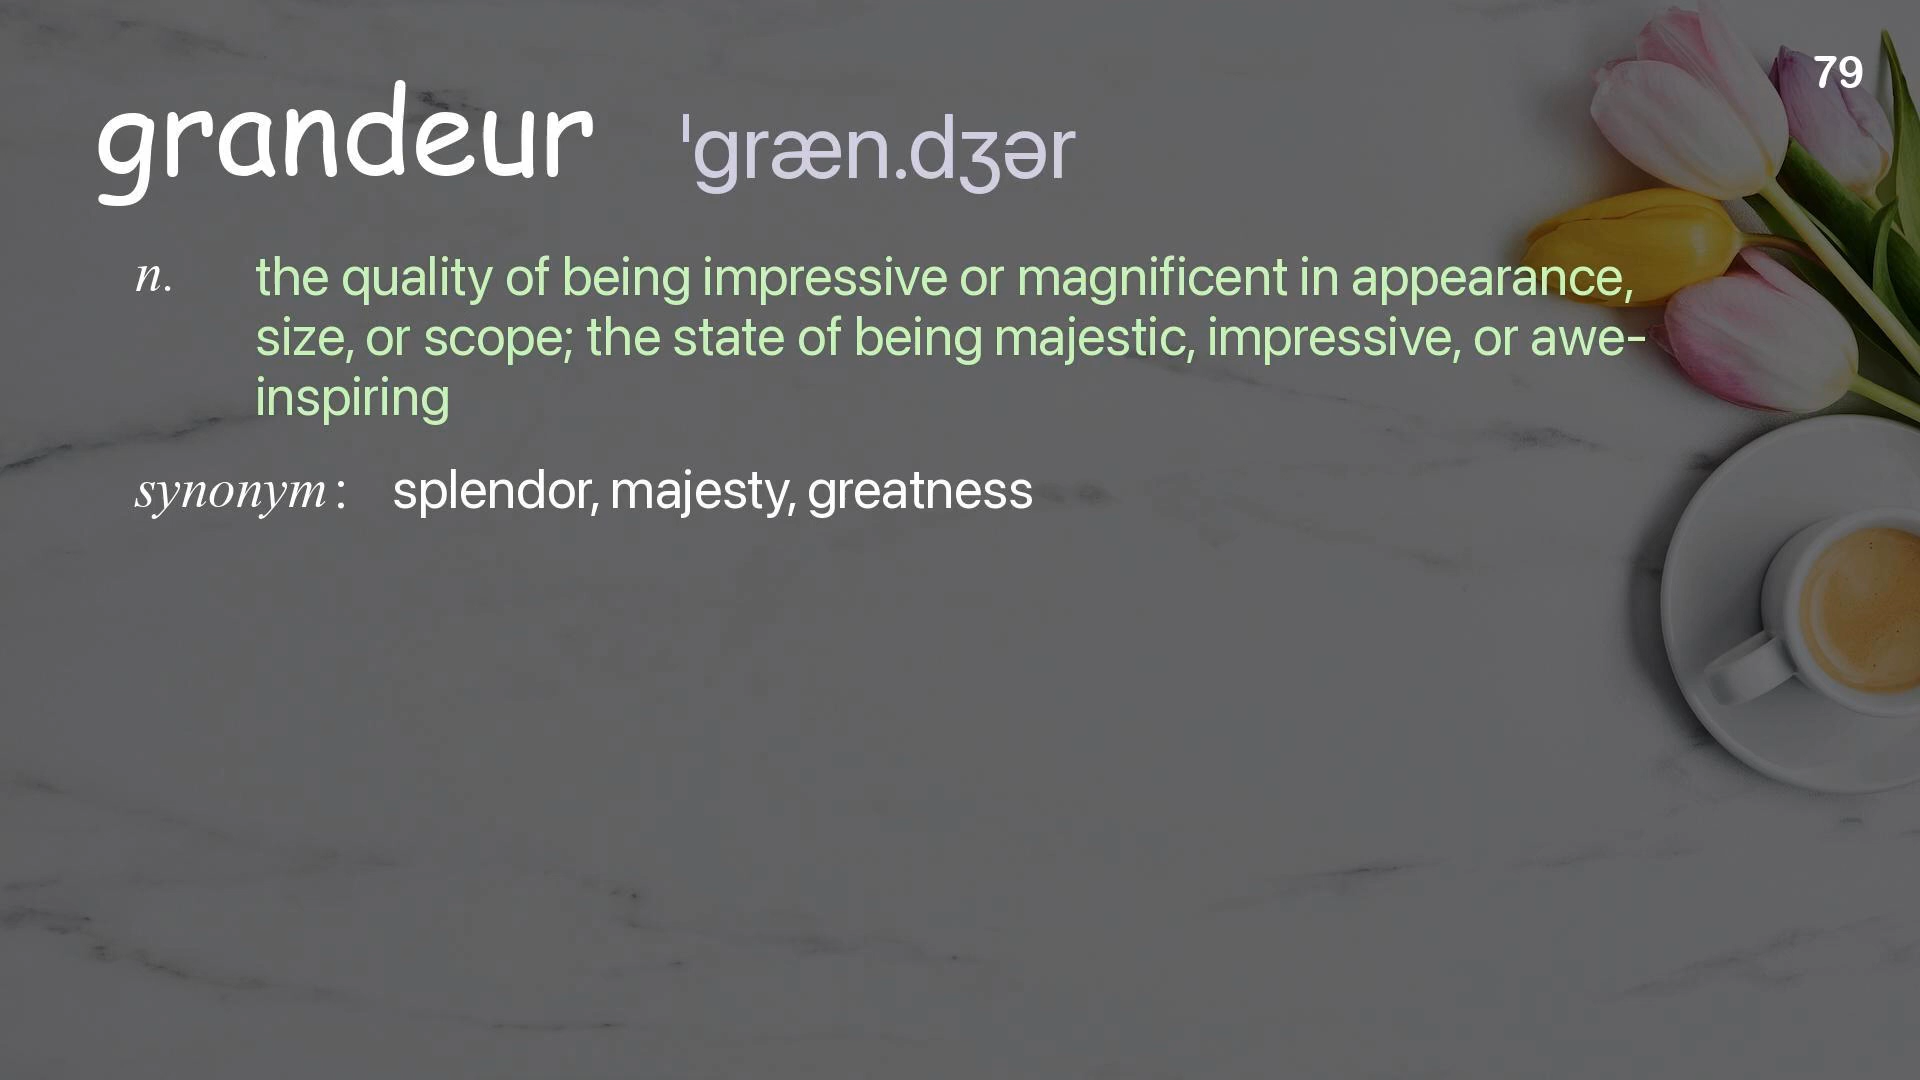 79
grandeur ˈɡræn.dʒər
n. the quality of being impressive or magnificent in appearance,
size, or scope; the state of being majestic, impressive, or awe-
inspiring
synonym: splendor, majesty, greatness